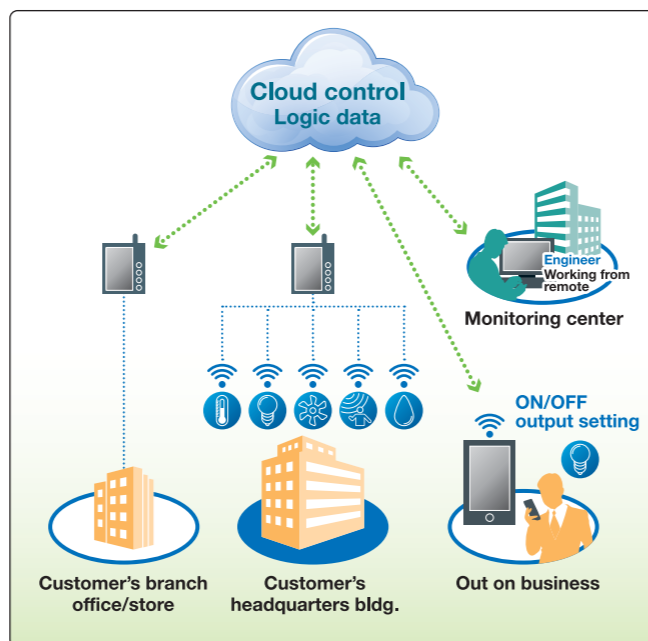 Cloud control
Logic data
Engineer
Working from
remote
Monitoring center
ON/OFF
output setting
Customer’s branch
office/store
Customer’s
headquarters bldg.
Out on business